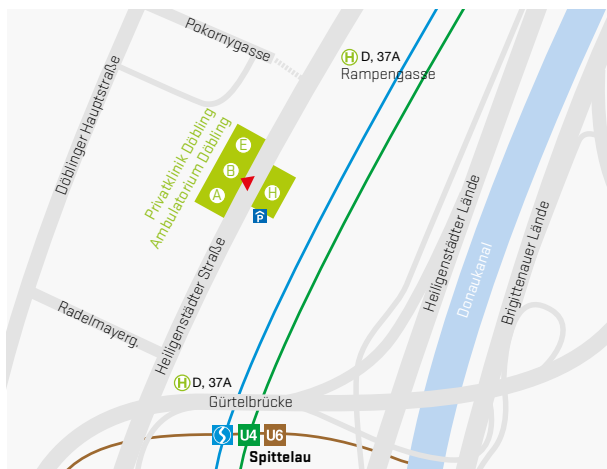 Pokornygasse
H D, 37A
Rampengasse
Döblinger Hauptstraße
Privatklinik Döbling
Ambulatorium Döbling
E
B
A
H
P
Heiligenstädter Straße
Heiligenstädter Lände
Donaukanal
Brigittenauer Lände
Radelmayerg.
H D, 37A
Gürtelbrücke
S U4 U6
Spittelau